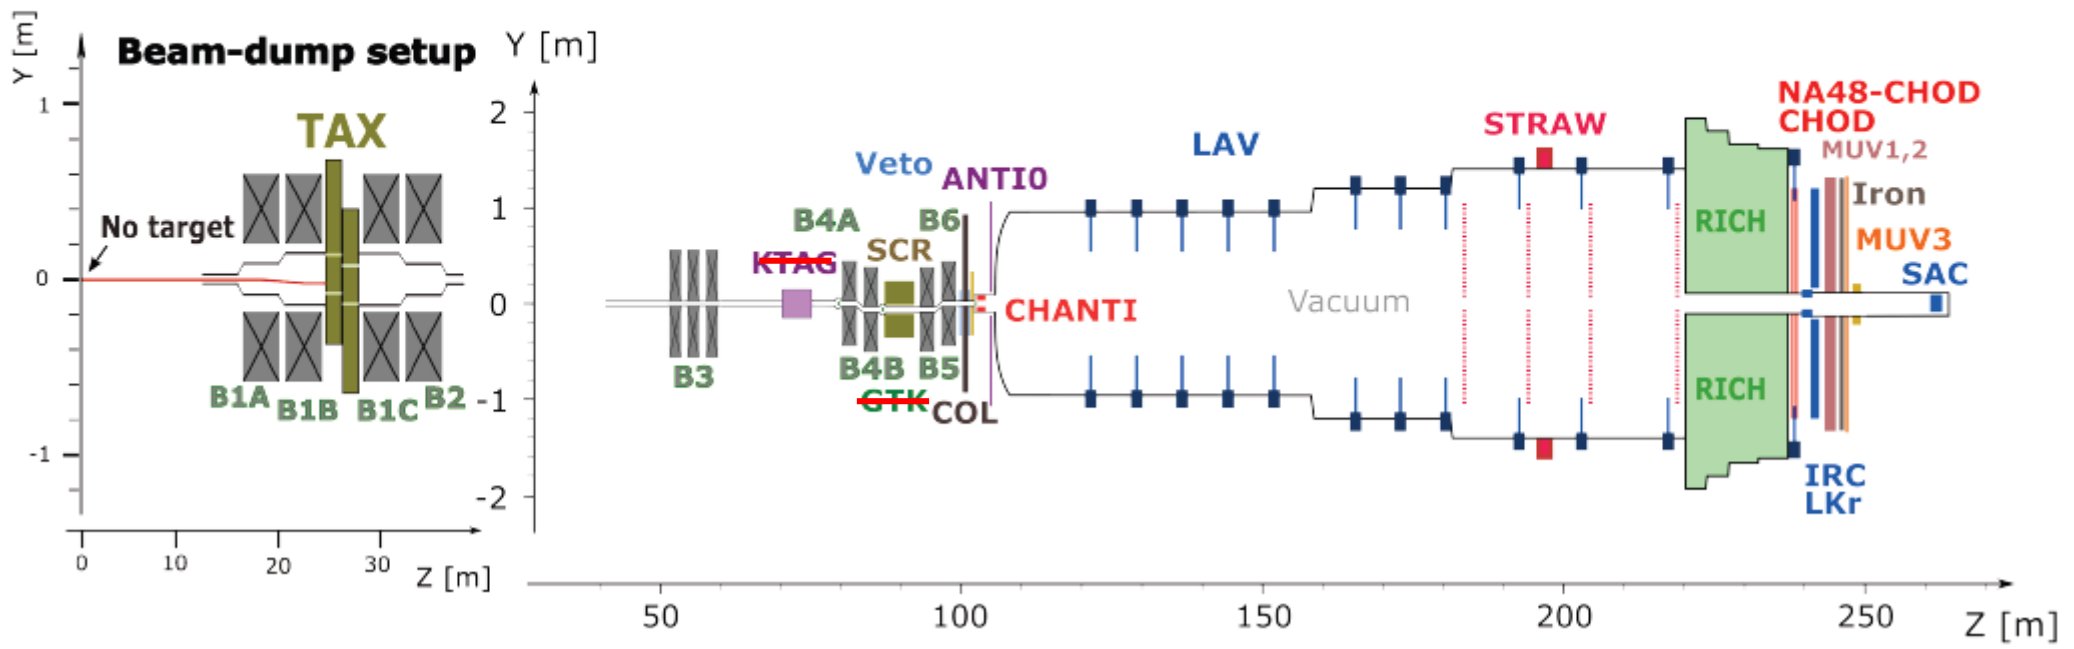 Beam-dump setup
Y [m]
TAX
No target
1
0
-1
B1A
B1B
B1C
B2
0
10
20
30
Z [m]
Y [m]
2
1
0
-1
-2
Veto
ANTI0
LAV
STRAW
NA48-CHOD
CHOD
MUV1,2
Iron
MUV3
SAC
B4A
B6
SCR
KTAG
CHANTI
Vacuum
RICH
RICH
B3
B4B
B5
GTK
COL
IRC
LKr
50
100
150
200
250
Z [m]